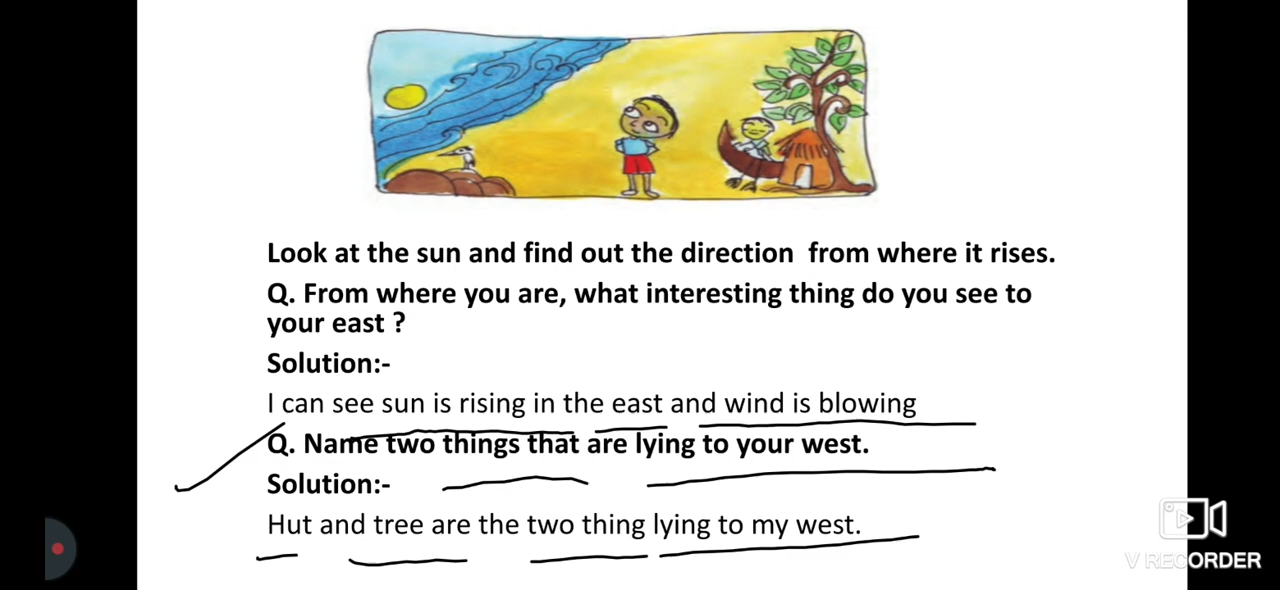 Look at the sun and find out the direction from where it rises.
Q. From where you are, what interesting thing do you see to
your east ?
Solution:-
I can see sun is rising in the east and wind is blowing
Q. Name two things that are lying to your west.
Solution:-
Hut and tree are the two thing lying to my west.
V RECORDER